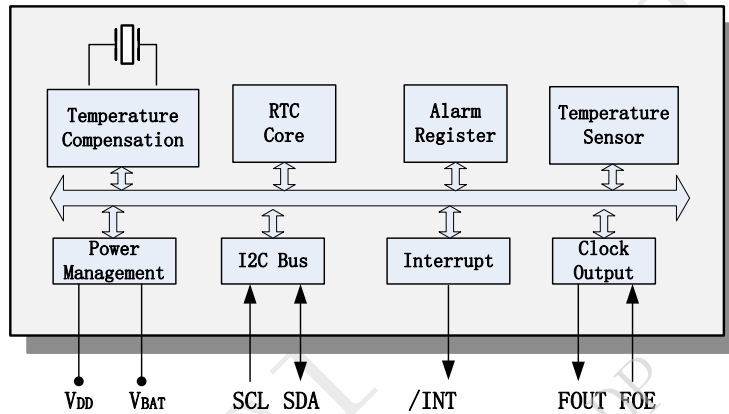 Temperature
Compensation
RTC
Core
Alarm
Register
Temperature
Sensor
Power
Management
I2C Bus
Interrupt
Clock
Output
VDD
VBAT
SCL
SDA
/INT
FOUT
FOE